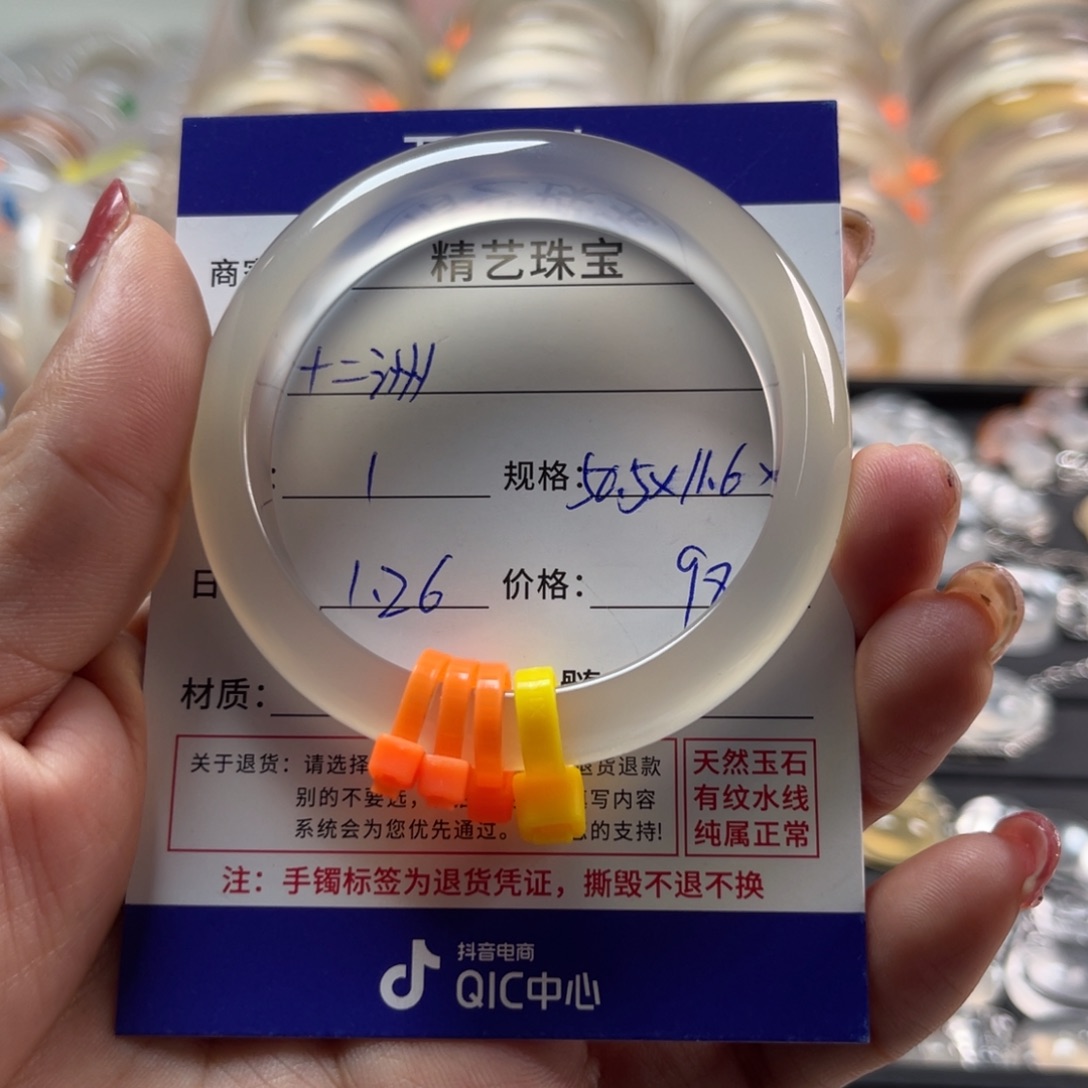 精艺珠宝
商
十二洲
: 1 规格: 50.5×11.6×
日 1.26 价格: 9
材质:
关于退货: 请选择 退货退款
别的不要选, 写内容
系统会为您优先通过。 的支持!
天然玉石
有纹水线
纯属正常
注: 手镯标签为退货凭证, 撕毁不退不换
抖音电商
QIC中心